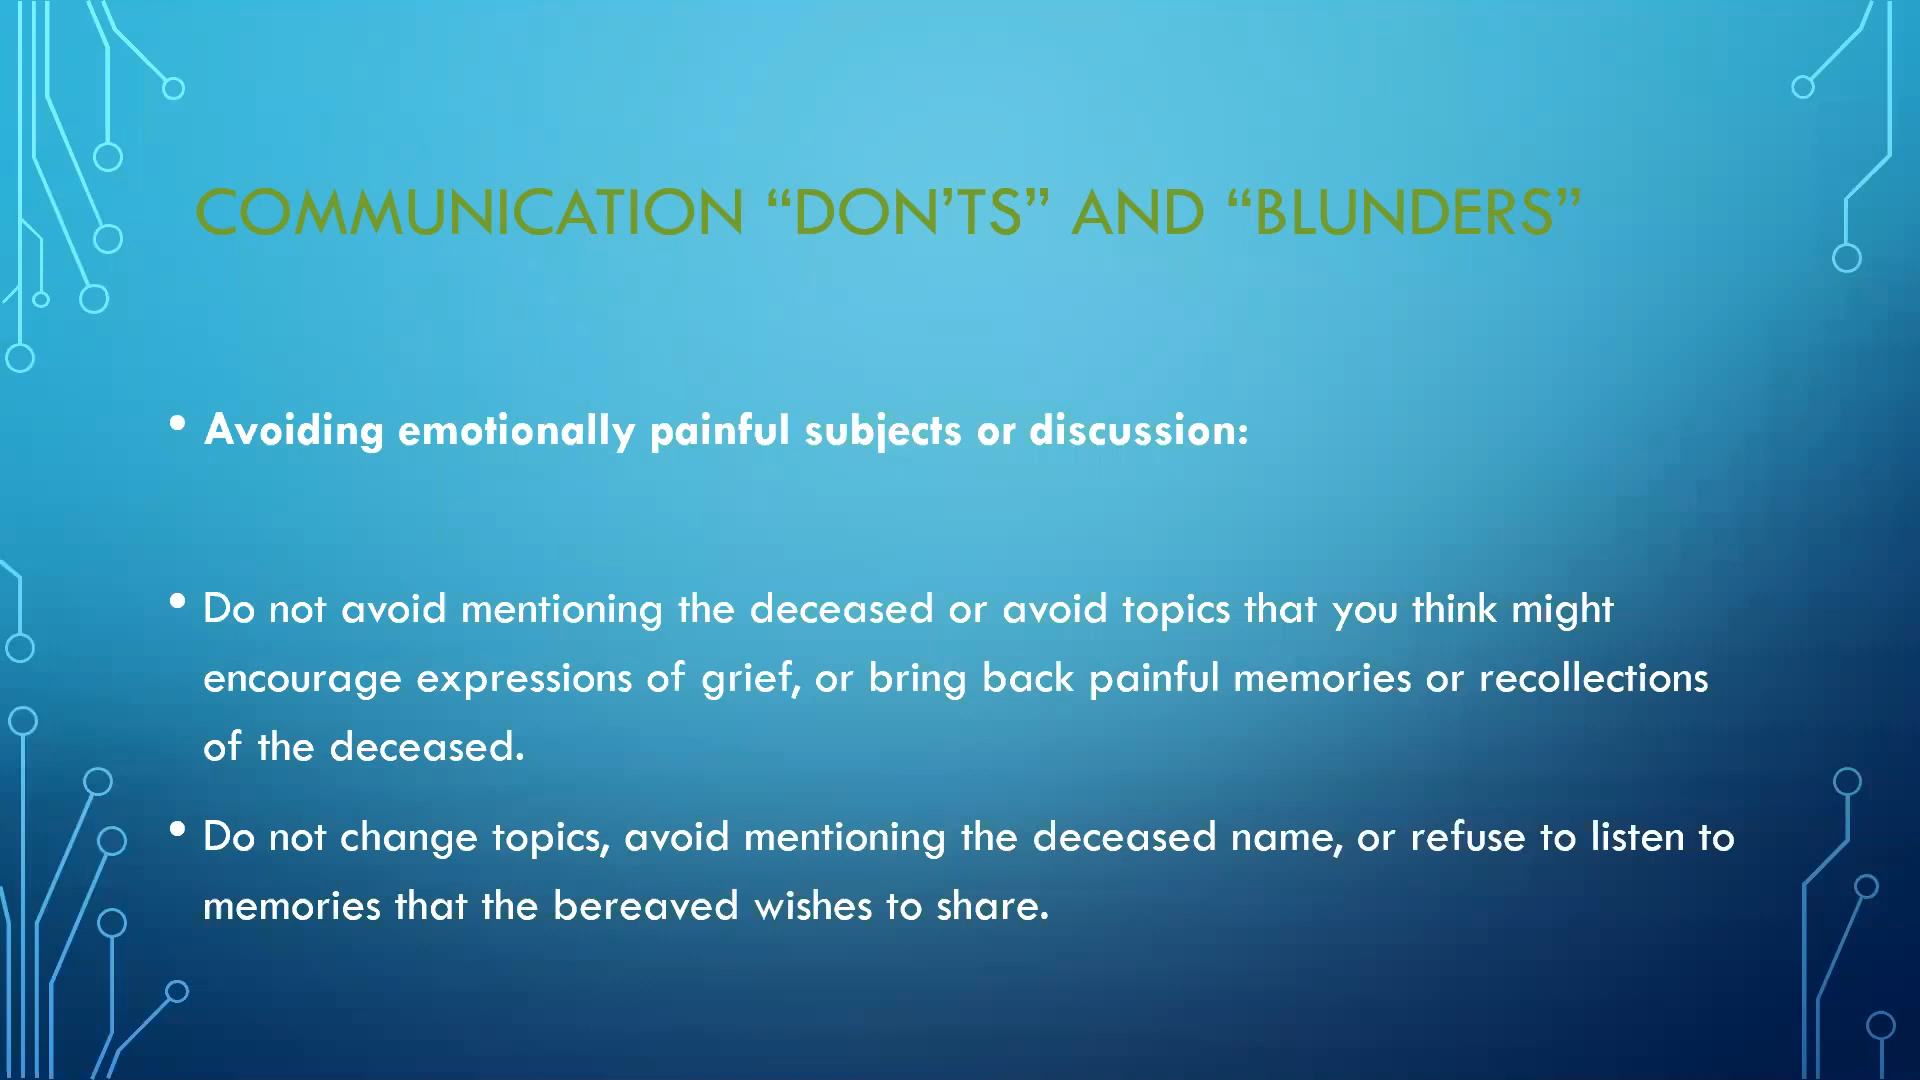 COMMUNICATION “DON’TS” AND “BLUNDERS”
• Avoiding emotionally painful subjects or discussion:
• Do not avoid mentioning the deceased or avoid topics that you think might
encourage expressions of grief, or bring back painful memories or recollections
of the deceased.
• Do not change topics, avoid mentioning the deceased name, or refuse to listen to
memories that the bereaved wishes to share.